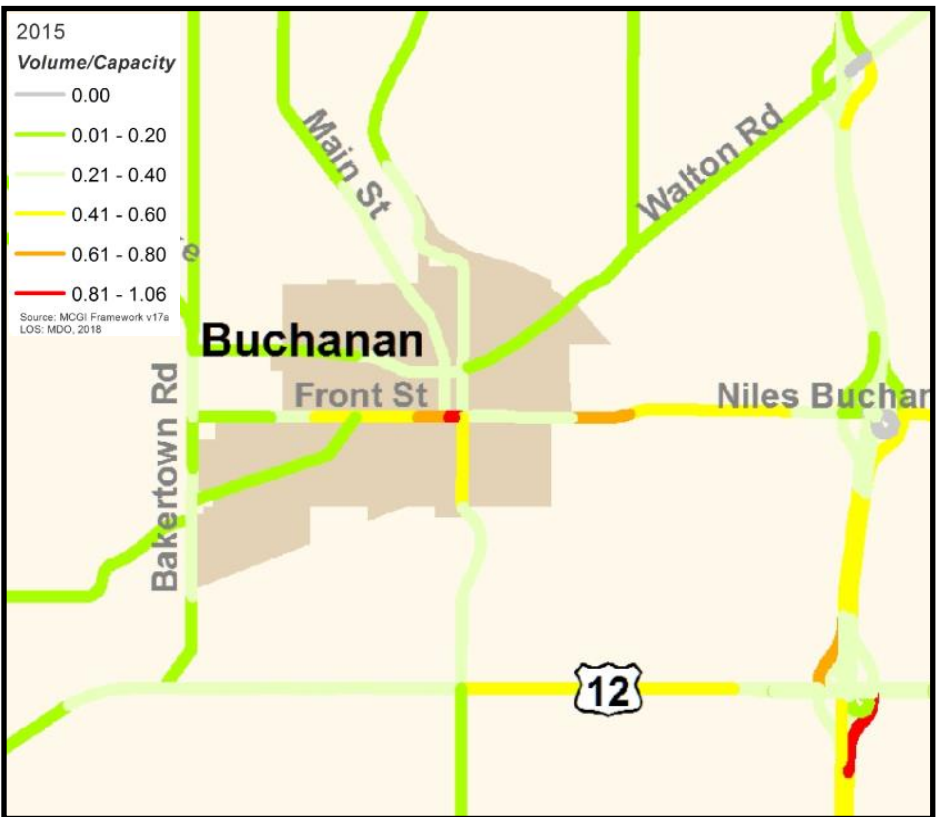 2015
Volume/Capacity
0.00
0.01 - 0.20
0.21 - 0.40
0.41 - 0.60
0.61 - 0.80
0.81 - 1.06
Source: MCGI Framework v17a
LOS: MDO, 2018
Main St
Walton Rd
Buchanan
Front St
Niles Buchar
Bakertown Rd
12